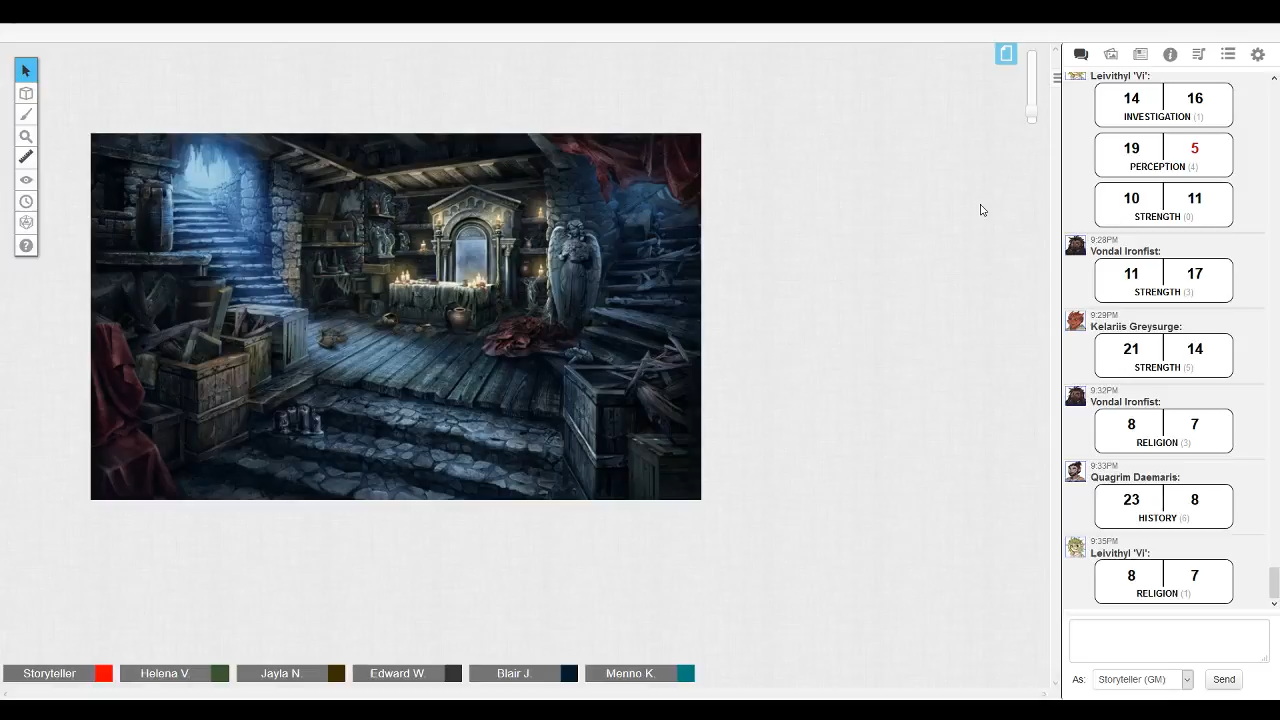 Leivithyl 'Vi':
14 16
INVESTIGATION (1)
19 5
PERCEPTION (4)
10 11
STRENGTH (0)
9:28PM
Vondal Ironfist:
11 17
STRENGTH (3)
9:29PM
Kelariis Greysurge:
21 14
STRENGTH (5)
9:32PM
Vondal Ironfist:
8 7
RELIGION (3)
9:33PM
Quagrim Daemaris:
23 8
HISTORY (6)
9:35PM
Leivithyl 'Vi':
8 7
RELIGION (1)
Storyteller Helena V. Jayla N. Edward W. Blair J. Menno K.
As: Storyteller (GM) Send